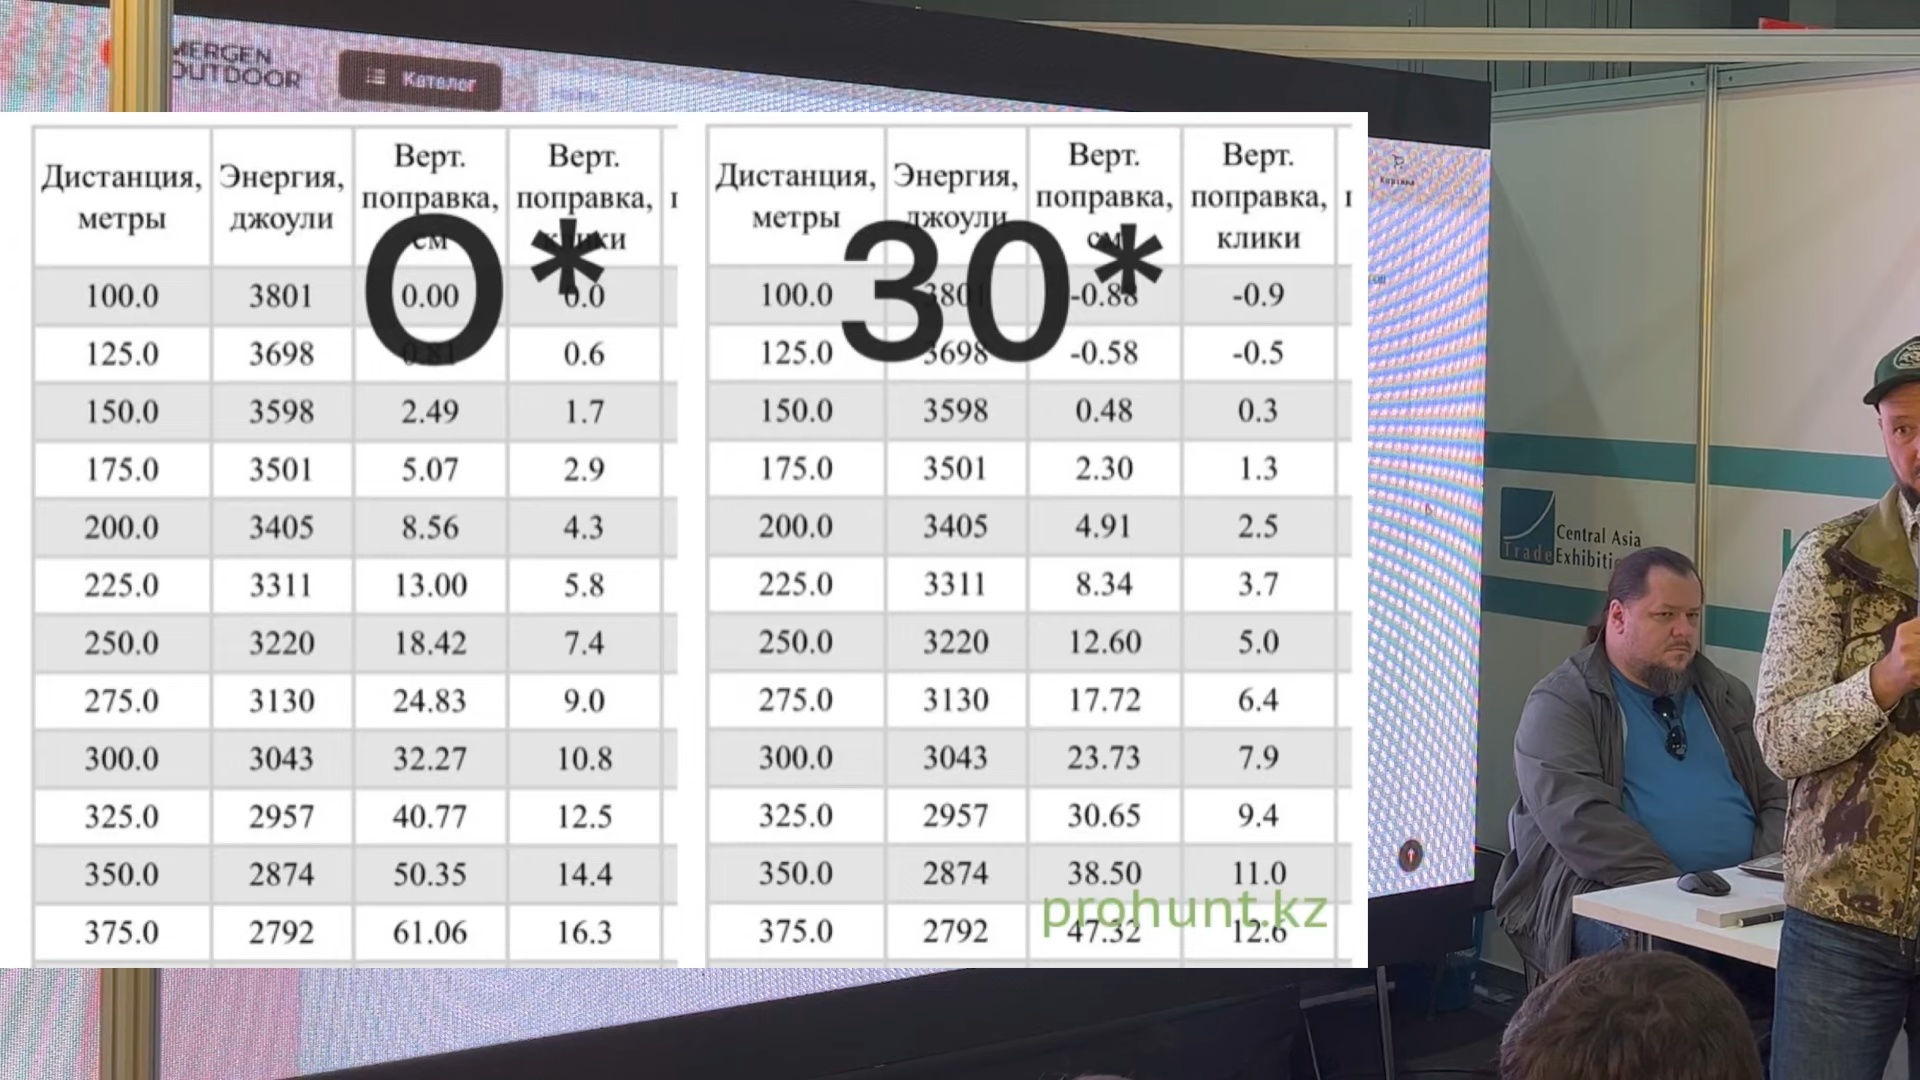 MERGEN
OUTDOOR
Каталог
Дистанция, метры Энергия, джоули Верт. поправка, см Верт. поправка, клики
0*
100.0 3801 0.00 0.0
125.0 3698 0.81 0.6
150.0 3598 2.49 1.7
175.0 3501 5.07 2.9
200.0 3405 8.56 4.3
225.0 3311 13.00 5.8
250.0 3220 18.42 7.4
275.0 3130 24.83 9.0
300.0 3043 32.27 10.8
325.0 2957 40.77 12.5
350.0 2874 50.35 14.4
375.0 2792 61.06 16.3
Дистанция, метры Энергия, джоули Верт. поправка, см Верт. поправка, клики
30*
100.0 3801 -0.88 -0.9
125.0 3698 -0.58 -0.5
150.0 3598 0.48 0.3
175.0 3501 2.30 1.3
200.0 3405 4.91 2.5
225.0 3311 8.34 3.7
250.0 3220 12.60 5.0
275.0 3130 17.72 6.4
300.0 3043 23.73 7.9
325.0 2957 30.65 9.4
350.0 2874 38.50 11.0
375.0 2792 47.32 12.6
prohunt.kz
Корзина
Central Asia
Trade Exhibiti